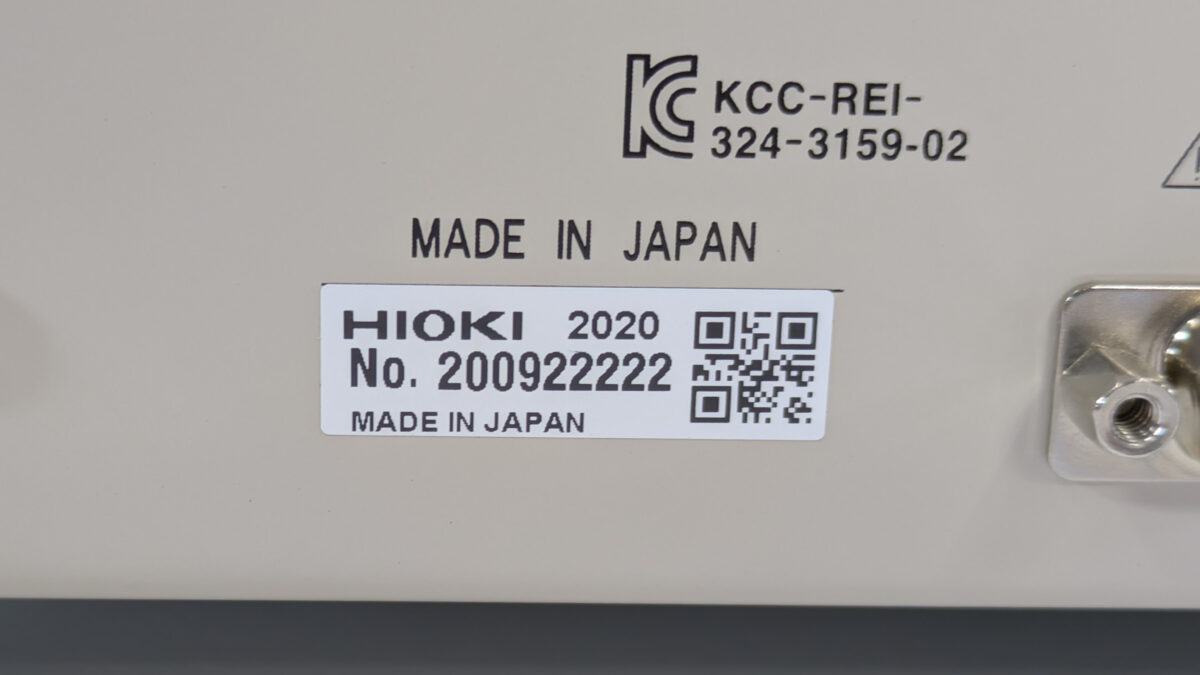 KCC-REI-
324-3159-02
MADE IN JAPAN
HIOKI 2020
No. 200922222
MADE IN JAPAN